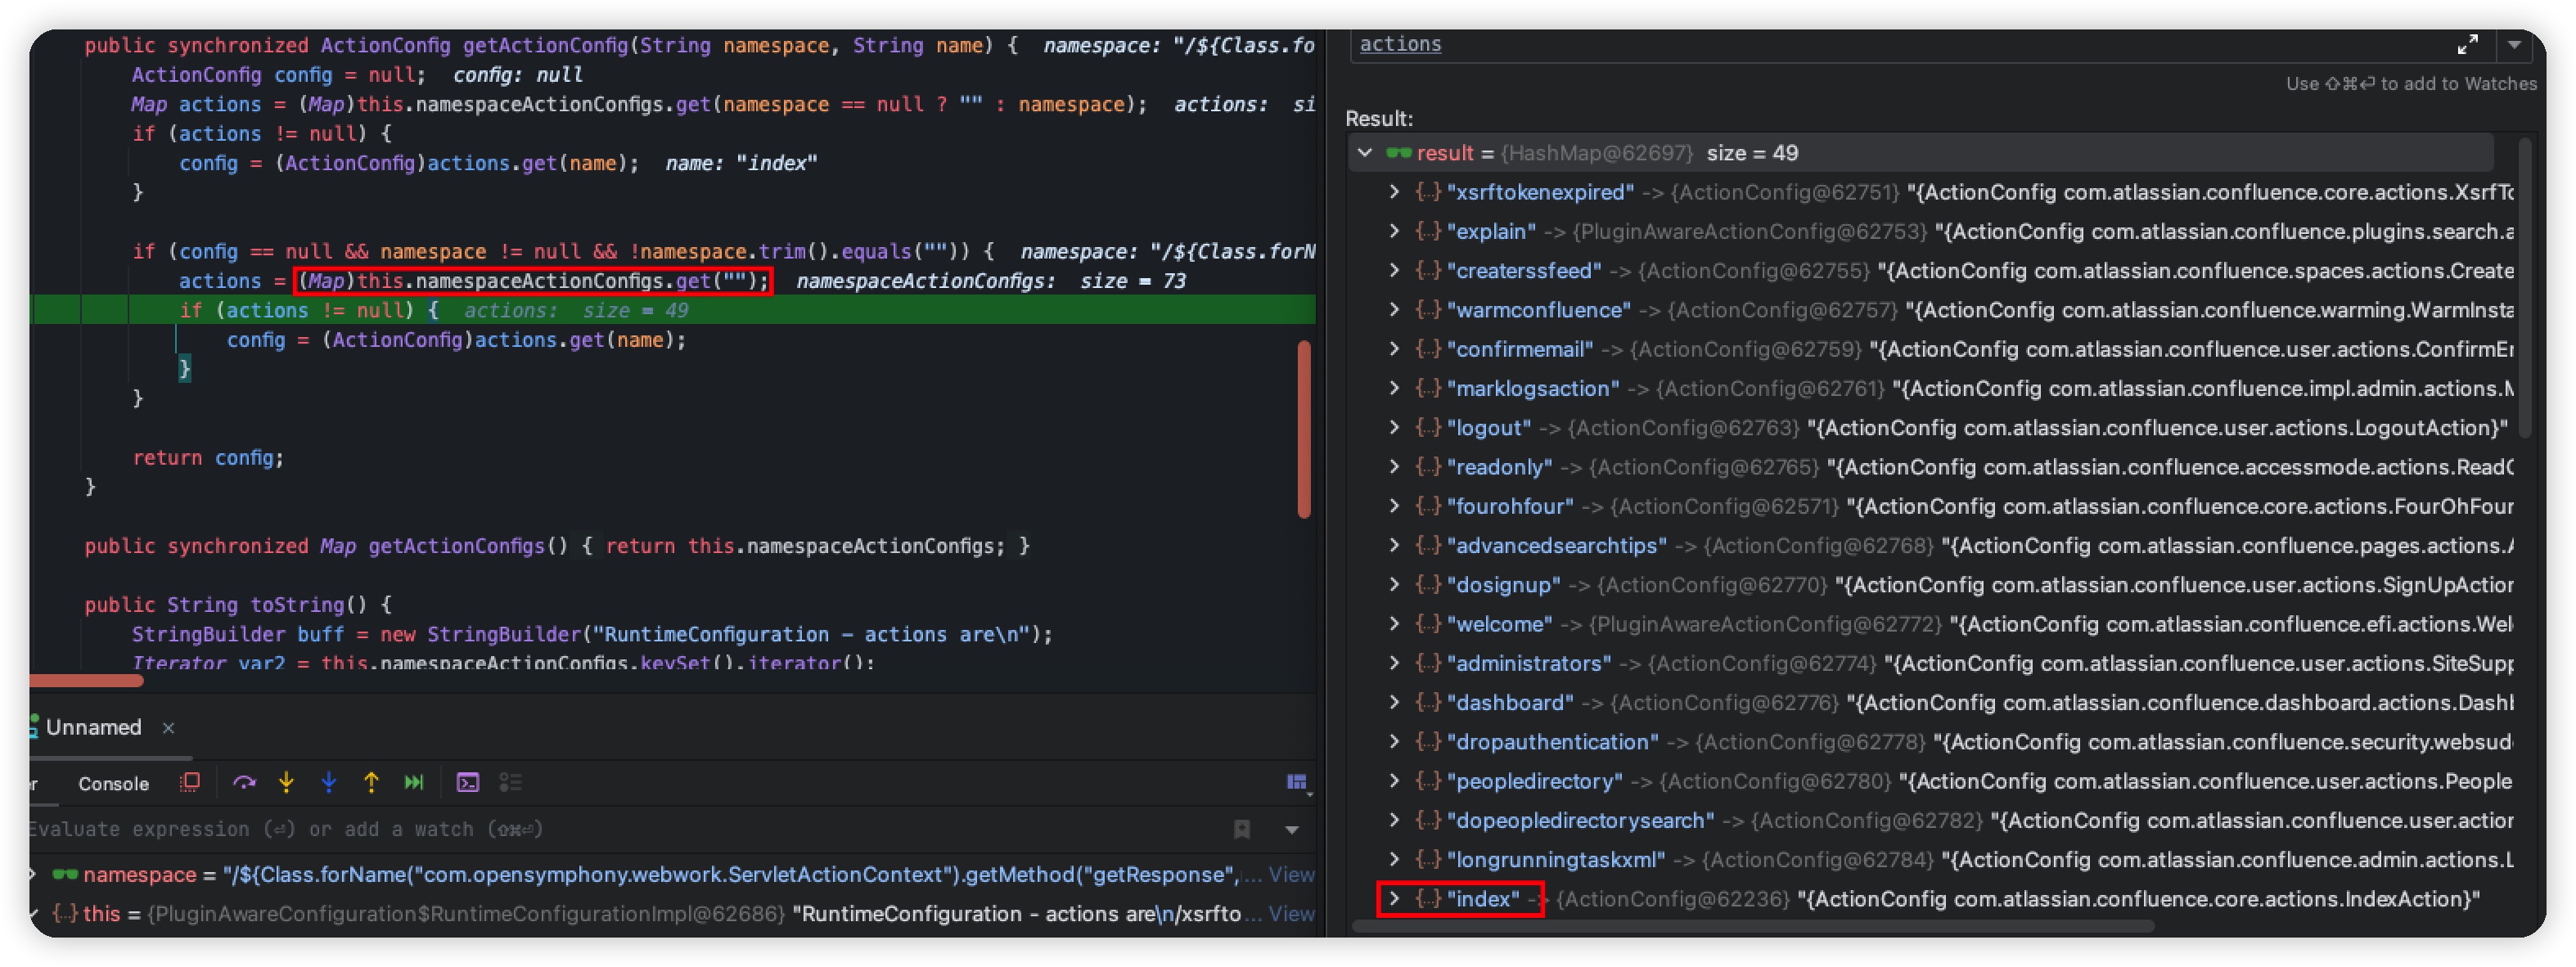 public synchronized ActionConfig getActionConfig(String namespace, String name) {  namespace: "/${Class.fo
ActionConfig config = null;  config: null
Map actions = (Map)this.namespaceActionConfigs.get(namespace == null ? "" : namespace);  actions:  si
if (actions != null) {
config = (ActionConfig)actions.get(name);  name: "index"
}
if (config == null && namespace != null && !namespace.trim().equals("")) {  namespace: "/${Class.forN
actions = (Map)this.namespaceActionConfigs.get("");  namespaceActionConfigs:  size = 73
if (actions != null) {  actions:  size = 49
config = (ActionConfig)actions.get(name);
}
}
return config;
}
public synchronized Map getActionConfigs() { return this.namespaceActionConfigs; }
public String toString() {
StringBuilder buff = new StringBuilder("RuntimeConfiguration - actions are\n");
Iterator var2 = this.namespaceActionConfigs.keySet().iterator();
Unnamed ×
r Console
Evaluate expression (⏎) or add a watch (⇧⌘⏎)
namespace = "/${Class.forName("com.opensymphony.webwork.ServletActionContext").getMethod("getResponse",... View
{..} this = {PluginAwareConfiguration$RuntimeConfigurationImpl@62686} "RuntimeConfiguration - actions are\n/xsrfto... View
actions
Use ⇧⌘⏎ to add to Watches
Result:
result = {HashMap@62697} size = 49
{..} "xsrftokenexpired" -> {ActionConfig@62751} "{ActionConfig com.atlassian.confluence.core.actions.XsrfTo
{..} "explain" -> {PluginAwareActionConfig@62753} "{ActionConfig com.atlassian.confluence.plugins.search.a
{..} "createrssfeed" -> {ActionConfig@62755} "{ActionConfig com.atlassian.confluence.spaces.actions.Create
{..} "warmconfluence" -> {ActionConfig@62757} "{ActionConfig com.atlassian.confluence.warming.WarmInsta
{..} "confirmemail" -> {ActionConfig@62759} "{ActionConfig com.atlassian.confluence.user.actions.ConfirmEr
{..} "marklogsaction" -> {ActionConfig@62761} "{ActionConfig com.atlassian.confluence.impl.admin.actions.M
{..} "logout" -> {ActionConfig@62763} "{ActionConfig com.atlassian.confluence.user.actions.LogoutAction}"
{..} "readonly" -> {ActionConfig@62765} "{ActionConfig com.atlassian.confluence.accessmode.actions.ReadO
{..} "fourohfour" -> {ActionConfig@62571} "{ActionConfig com.atlassian.confluence.core.actions.FourOhFour
{..} "advancedsearchtips" -> {ActionConfig@62768} "{ActionConfig com.atlassian.confluence.pages.actions.A
{..} "dosignup" -> {ActionConfig@62770} "{ActionConfig com.atlassian.confluence.user.actions.SignUpAction
{..} "welcome" -> {PluginAwareActionConfig@62772} "{ActionConfig com.atlassian.confluence.efi.actions.Wel
{..} "administrators" -> {ActionConfig@62774} "{ActionConfig com.atlassian.confluence.user.actions.SiteSupp
{..} "dashboard" -> {ActionConfig@62776} "{ActionConfig com.atlassian.confluence.dashboard.actions.Dashb
{..} "dropauthentication" -> {ActionConfig@62778} "{ActionConfig com.atlassian.confluence.security.websud
{..} "peopledirectory" -> {ActionConfig@62780} "{ActionConfig com.atlassian.confluence.user.actions.People
{..} "dopeopledirectorysearch" -> {ActionConfig@62782} "{ActionConfig com.atlassian.confluence.user.action
{..} "longrunningtaskxml" -> {ActionConfig@62784} "{ActionConfig com.atlassian.confluence.admin.actions.L
{..} "index" -> {ActionConfig@62236} "{ActionConfig com.atlassian.confluence.core.actions.IndexAction}"